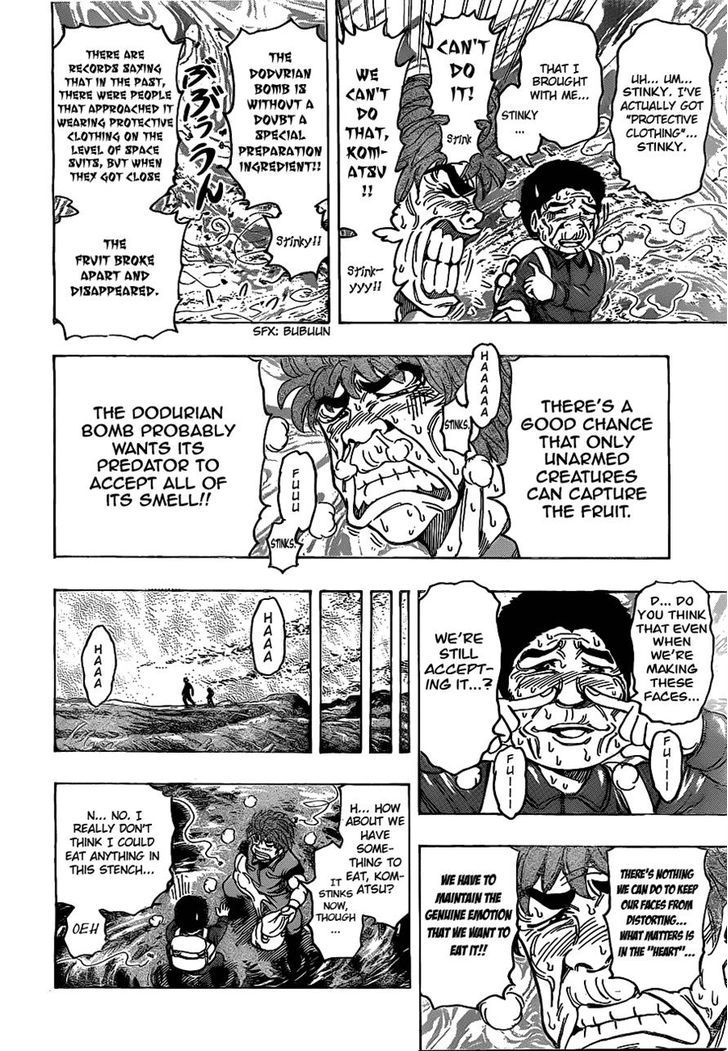 UH... UM...
STINKY. I'VE
ACTUALLY GOT
"PROTECTIVE
CLOTHING"...
STINKY.
THAT I
BROUGHT
WITH ME...
STINKY
...
CAN'T
DO
IT!
Stink
WE
CAN'T
DO
THAT,
KOM-
ATSU
!!
Stink-
yyy!!
THE
DODURIAN
BOMB IS
WITHOUT A
DOUBT A
SPECIAL
PREPARATION
INGREDIENT!!
Stinky!!
ぶぶぅうん
THERE ARE
RECORDS SAYING
THAT IN THE PAST,
THERE WERE PEOPLE
THAT APPROACHED IT
WEARING PROTECTIVE
CLOTHING ON THE
LEVEL OF SPACE
SUITS, BUT WHEN
THEY GOT CLOSE
THE
FRUIT BROKE
APART AND
DISAPPEARED.
SFX: BUBUUN
THERE'S A
GOOD CHANCE
THAT ONLY
UNARMED
CREATURES
CAN CAPTURE
THE FRUIT.
HAAAAA
STINKS.
FUUU
STINKS.
THE DODURIAN
BOMB PROBABLY
WANTS ITS
PREDATOR TO
ACCEPT ALL OF
ITS SMELL!!
D... DO
YOU THINK
THAT EVEN
WHEN
WE'RE
MAKING
THESE
FACES...
WE'RE
STILL
ACCEPT-
ING IT...?
FUII
FUII
HAAA
HAAA
THERE'S NOTHING
WE CAN DO TO KEEP
OUR FACES FROM
DISTORTING...
WHAT MATTERS IS
IN THE "HEART"...
WE HAVE TO
MAINTAIN THE
GENUINE EMOTION
THAT WE WANT TO
EAT IT!!
H... HOW
ABOUT WE
HAVE
SOME-
THING TO
EAT, KOM-
ATSU?
IT
STINKS
NOW,
THOUGH
...
N... NO. I
REALLY DON'T
THINK I COULD
EAT ANYTHING IN
THIS STENCH...
OEH